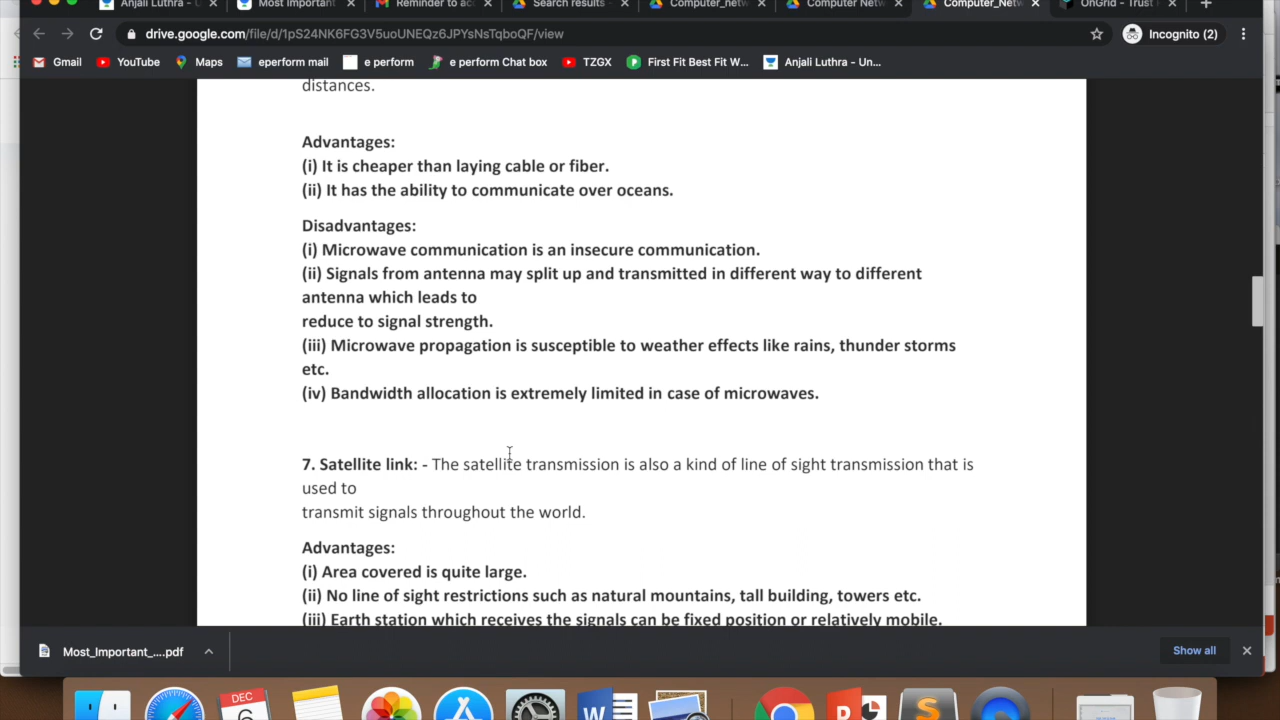 Anjali Luthra - U
Most Important
Reminder to acc
Search results -
Computer_netw
Computer Netw
Computer_Netw
OnGrid - Trust
drive.google.com/file/d/1pS24NK6FG3V5uoUNEQz6JPYsNsTqboQF/view
Incognito (2)
Gmail
YouTube
Maps
eperform mail
e perform
e perform Chat box
TZGX
First Fit Best Fit W...
Anjali Luthra - Un...
distances.
Advantages:
(i) It is cheaper than laying cable or fiber.
(ii) It has the ability to communicate over oceans.
Disadvantages:
(i) Microwave communication is an insecure communication.
(ii) Signals from antenna may split up and transmitted in different way to different
antenna which leads to
reduce to signal strength.
(iii) Microwave propagation is susceptible to weather effects like rains, thunder storms
etc.
(iv) Bandwidth allocation is extremely limited in case of microwaves.
7. Satellite link: - The satellite transmission is also a kind of line of sight transmission that is
used to
transmit signals throughout the world.
Advantages:
(i) Area covered is quite large.
(ii) No line of sight restrictions such as natural mountains, tall building, towers etc.
(iii) Earth station which receives the signals can be fixed position or relatively mobile.
Most_Important_....pdf
Show all
DEC
6
W
P
S